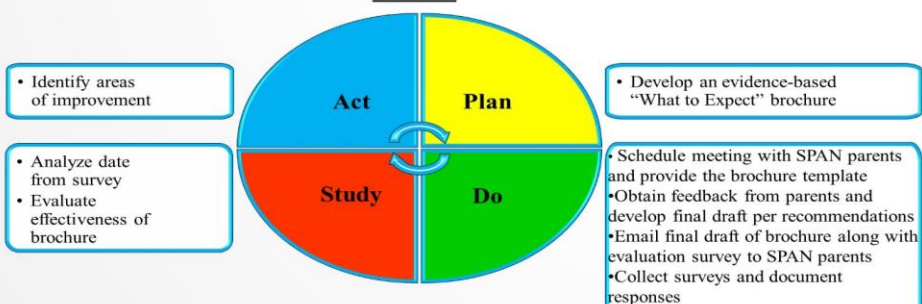 • Identify areas
of improvement
Act
Plan
• Develop an evidence-based
“What to Expect” brochure
• Analyze date
from survey
• Evaluate
effectiveness of
brochure
Study
Do
• Schedule meeting with SPAN parents
and provide the brochure template
•Obtain feedback from parents and
develop final draft per recommendations
•Email final draft of brochure along with
evaluation survey to SPAN parents
•Collect surveys and document
responses